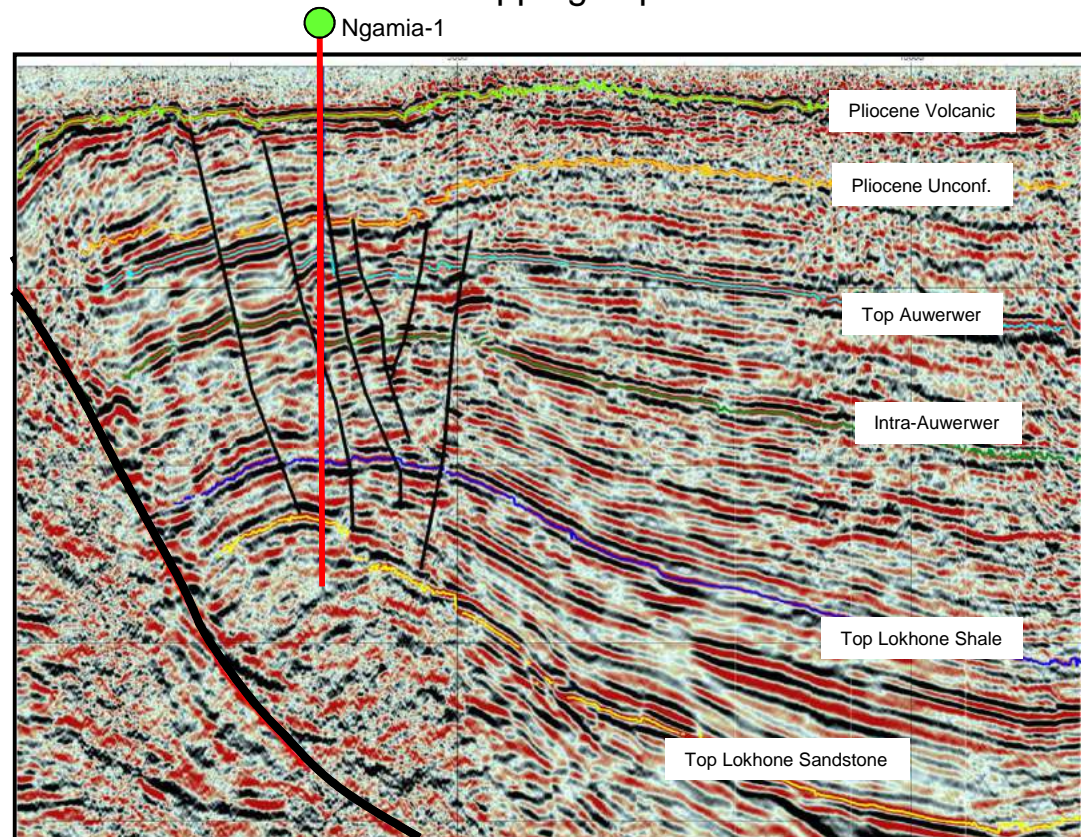 Ngamia-1
Pliocene Volcanic
Pliocene Unconf.
Top Auwerwer
Intra-Auwerwer
Top Lokhone Shale
Top Lokhone Sandstone